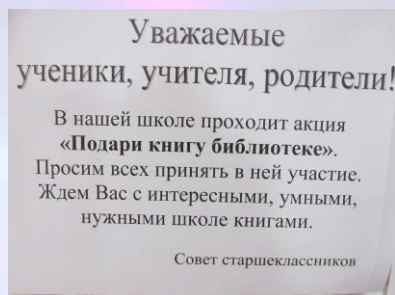 Уважаемые
ученики, учителя, родители!
В нашей школе проходит акция
«Подари книгу библиотеке».
Просим всех принять в ней участие.
Ждем Вас с интересными, умными,
нужными школе книгами.
Совет старшеклассников